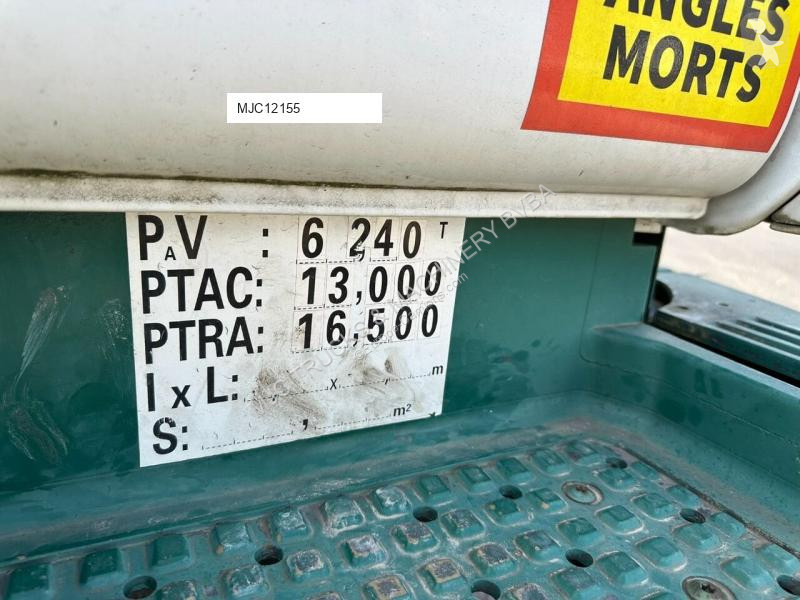 ANGLES
MORTS
MJC12155
PAV : 6,240 T
PTAC: 13,000
PTRA: 16,500
l x L: , x , m
S: , m²